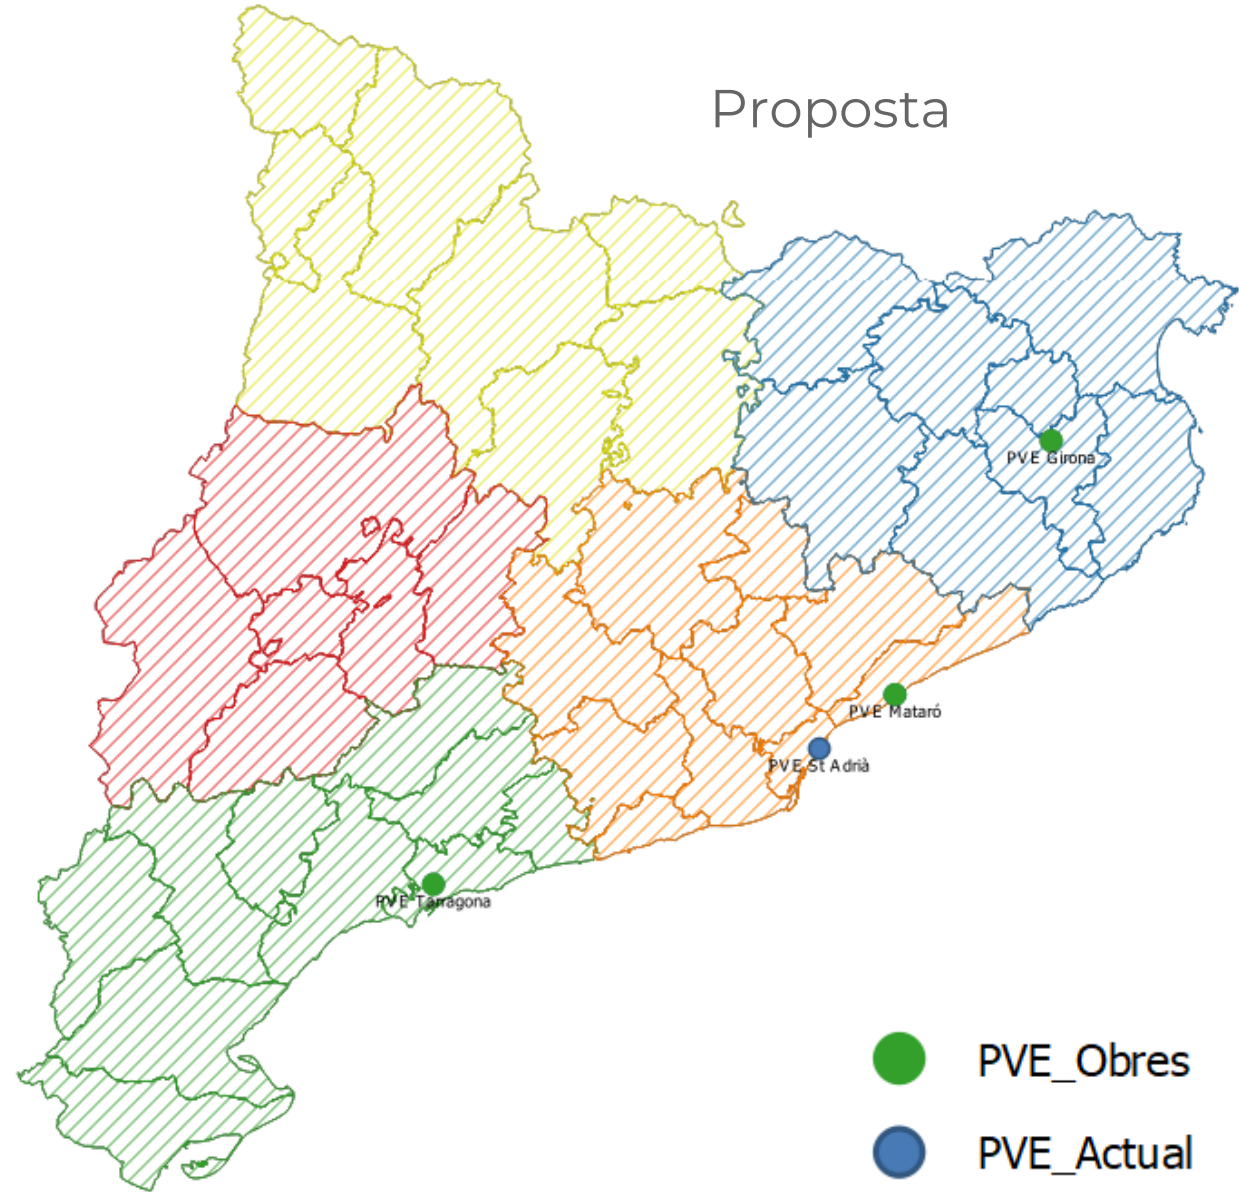 Proposta
PVE Girona
PVE Mataró
PVE St Adrià
PVE Tarragona
PVE_Obres
PVE_Actual